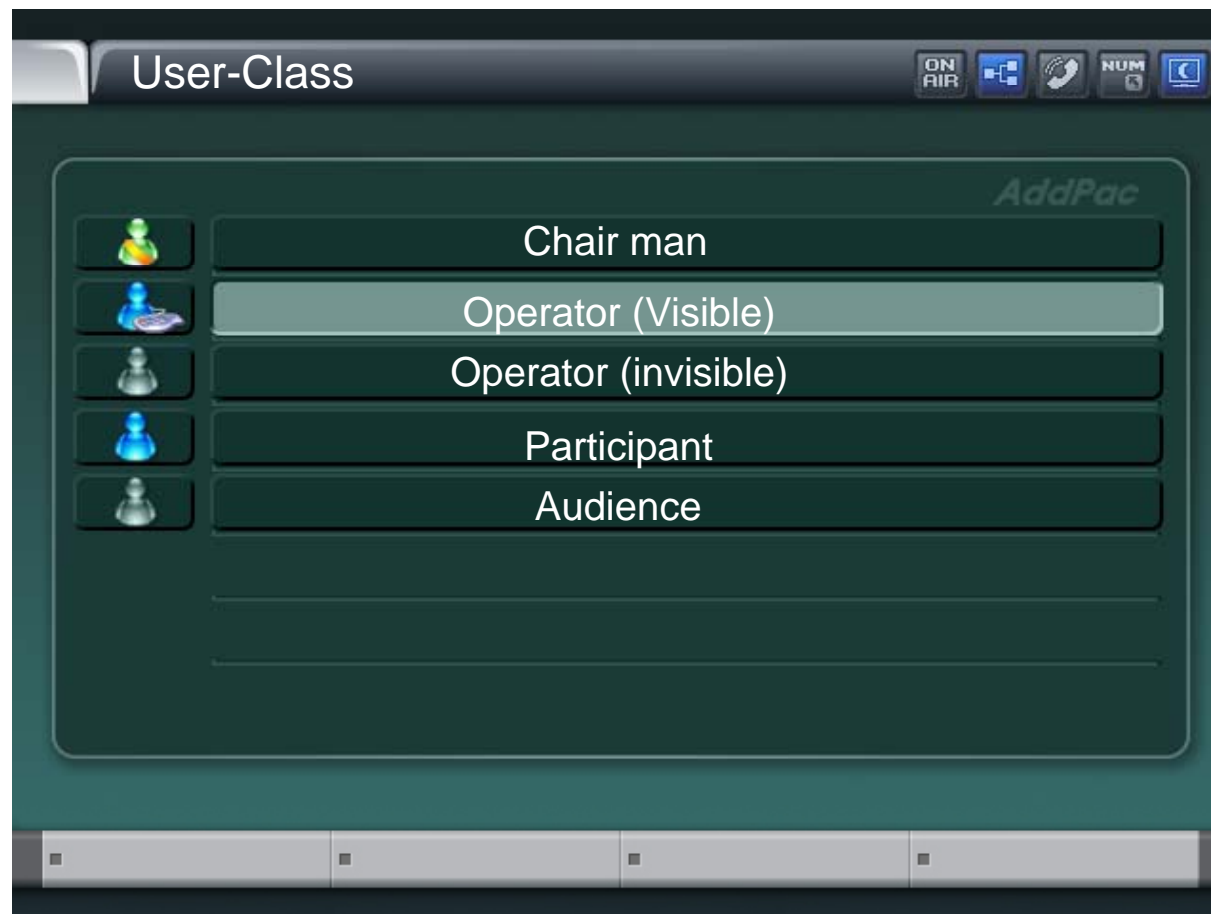 User-Class
ON AIR
NUM
AddPac
Chair man
Operator (Visible)
Operator (invisible)
Participant
Audience